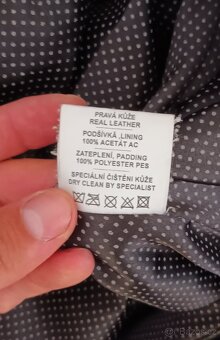 PRAVÁ KŮŽE
REAL LEATHER
PODŠÍVKA ,LINING
100% ACETÁT AC
ZATEPLENÍ, PADDING
100% POLYESTER PES
SPECIÁLNÍ ČIŠTĚNÍ KŮŽE
DRY CLEAN BY SPECIALIST